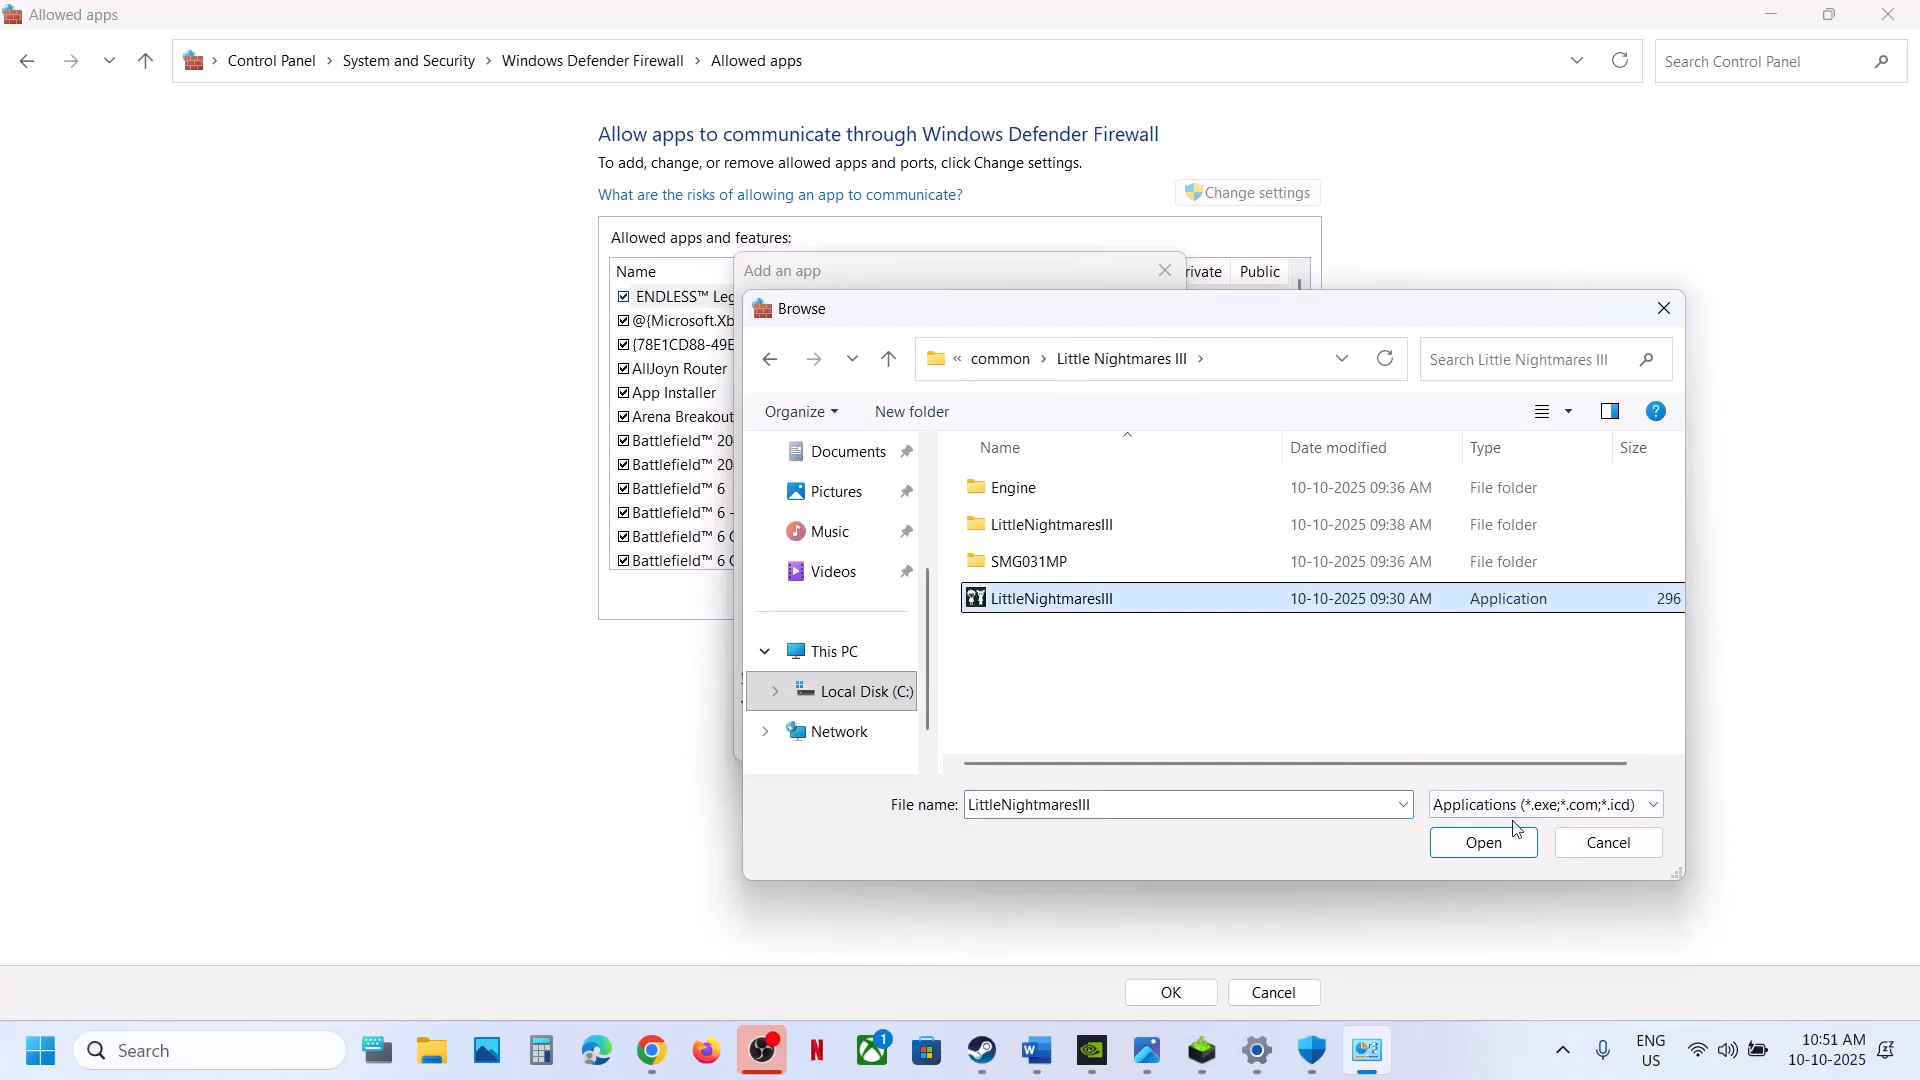 Allowed apps
Control Panel > System and Security > Windows Defender Firewall > Allowed apps
Search Control Panel
Allow apps to communicate through Windows Defender Firewall
To add, change, or remove allowed apps and ports, click Change settings.
What are the risks of allowing an app to communicate?
Change settings
Allowed apps and features:
Name
rivate
Public
ENDLESS™ Leg
@{Microsoft.Xb
{78E1CD88-49E
AllJoyn Router
App Installer
Arena Breakout
Battlefield™ 20
Battlefield™ 20
Battlefield™ 6
Battlefield™ 6 -
Battlefield™ 6 O
Battlefield™ 6 O
Add an app
Browse
« common > Little Nightmares III >
Search Little Nightmares III
Organize
New folder
Documents
Pictures
Music
Videos
This PC
Local Disk (C:)
Network
Name Date modified Type Size
Engine 10-10-2025 09:36 AM File folder
LittleNightmaresIII 10-10-2025 09:38 AM File folder
SMG031MP 10-10-2025 09:36 AM File folder
LittleNightmaresIII 10-10-2025 09:30 AM Application 296
File name: LittleNightmaresIII
Applications (*.exe;*.com;*.icd)
Open
Cancel
OK
Cancel
Search
1
ENG
US
10:51 AM
10-10-2025